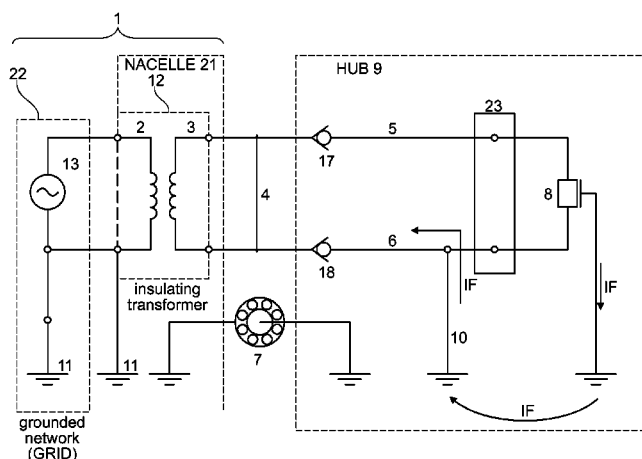 1
22
NACELLE 21
12
HUB 9
2
3
5
23
13
17
4
8
6
18
IF
IF
insulating
transformer
10
7
11
11
IF
grounded
network
(GRID)